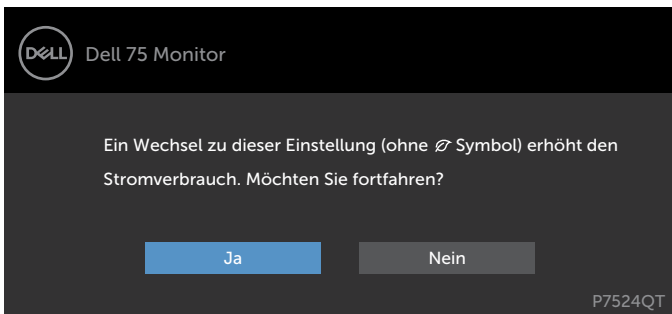 DELL Dell 75 Monitor
Ein Wechsel zu dieser Einstellung (ohne Symbol) erhöht den
Stromverbrauch. Möchten Sie fortfahren?
Ja Nein
P7524QT